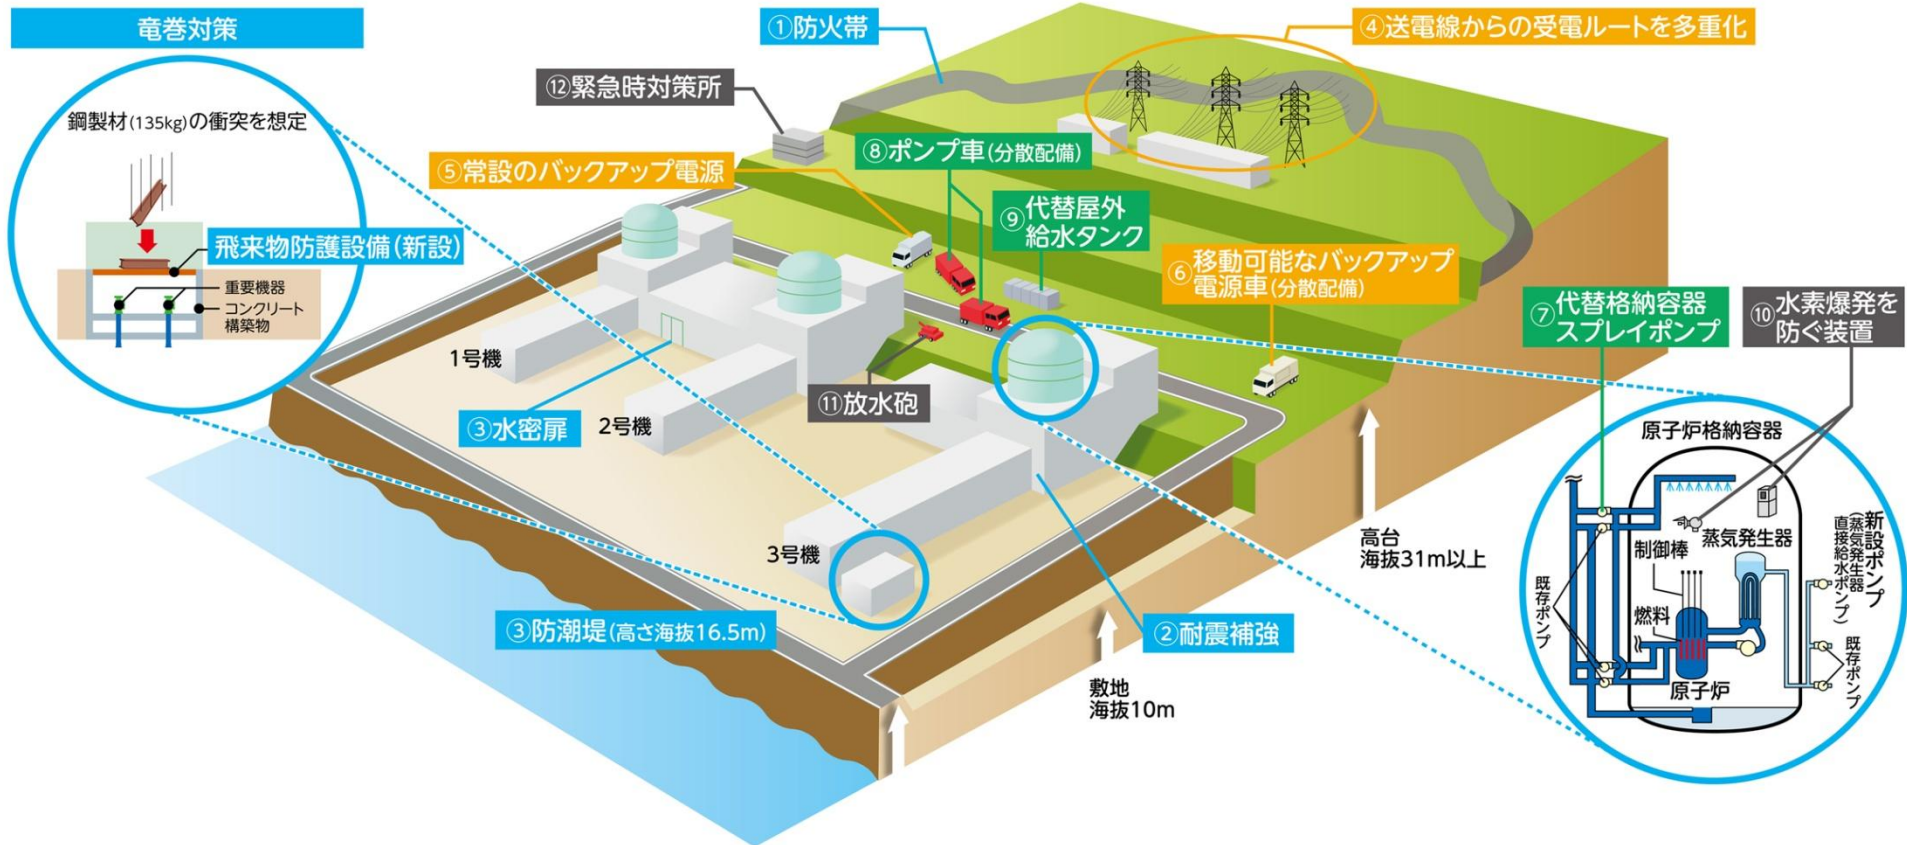 竜巻対策
鋼製材(135kg)の衝突を想定
飛来物防護設備(新設)
重要機器
コンクリート
構築物
①防火帯
④送電線からの受電ルートを多重化
⑫緊急時対策所
⑧ポンプ車(分散配備)
⑤常設のバックアップ電源
⑨代替屋外
給水タンク
⑥移動可能なバックアップ
電源車(分散配備)
⑦代替格納容器
スプレイポンプ
⑩水素爆発を
防ぐ装置
1号機
③水密扉
2号機
⑪放水砲
3号機
③防潮堤(高さ海抜16.5m)
②耐震補強
敷地
海抜10m
高台
海抜31m以上
原子炉格納容器
制御棒
蒸気発生器
燃料
原子炉
既存ポンプ
新設ポンプ
(蒸気発生器
直接給水ポンプ)
既存ポンプ